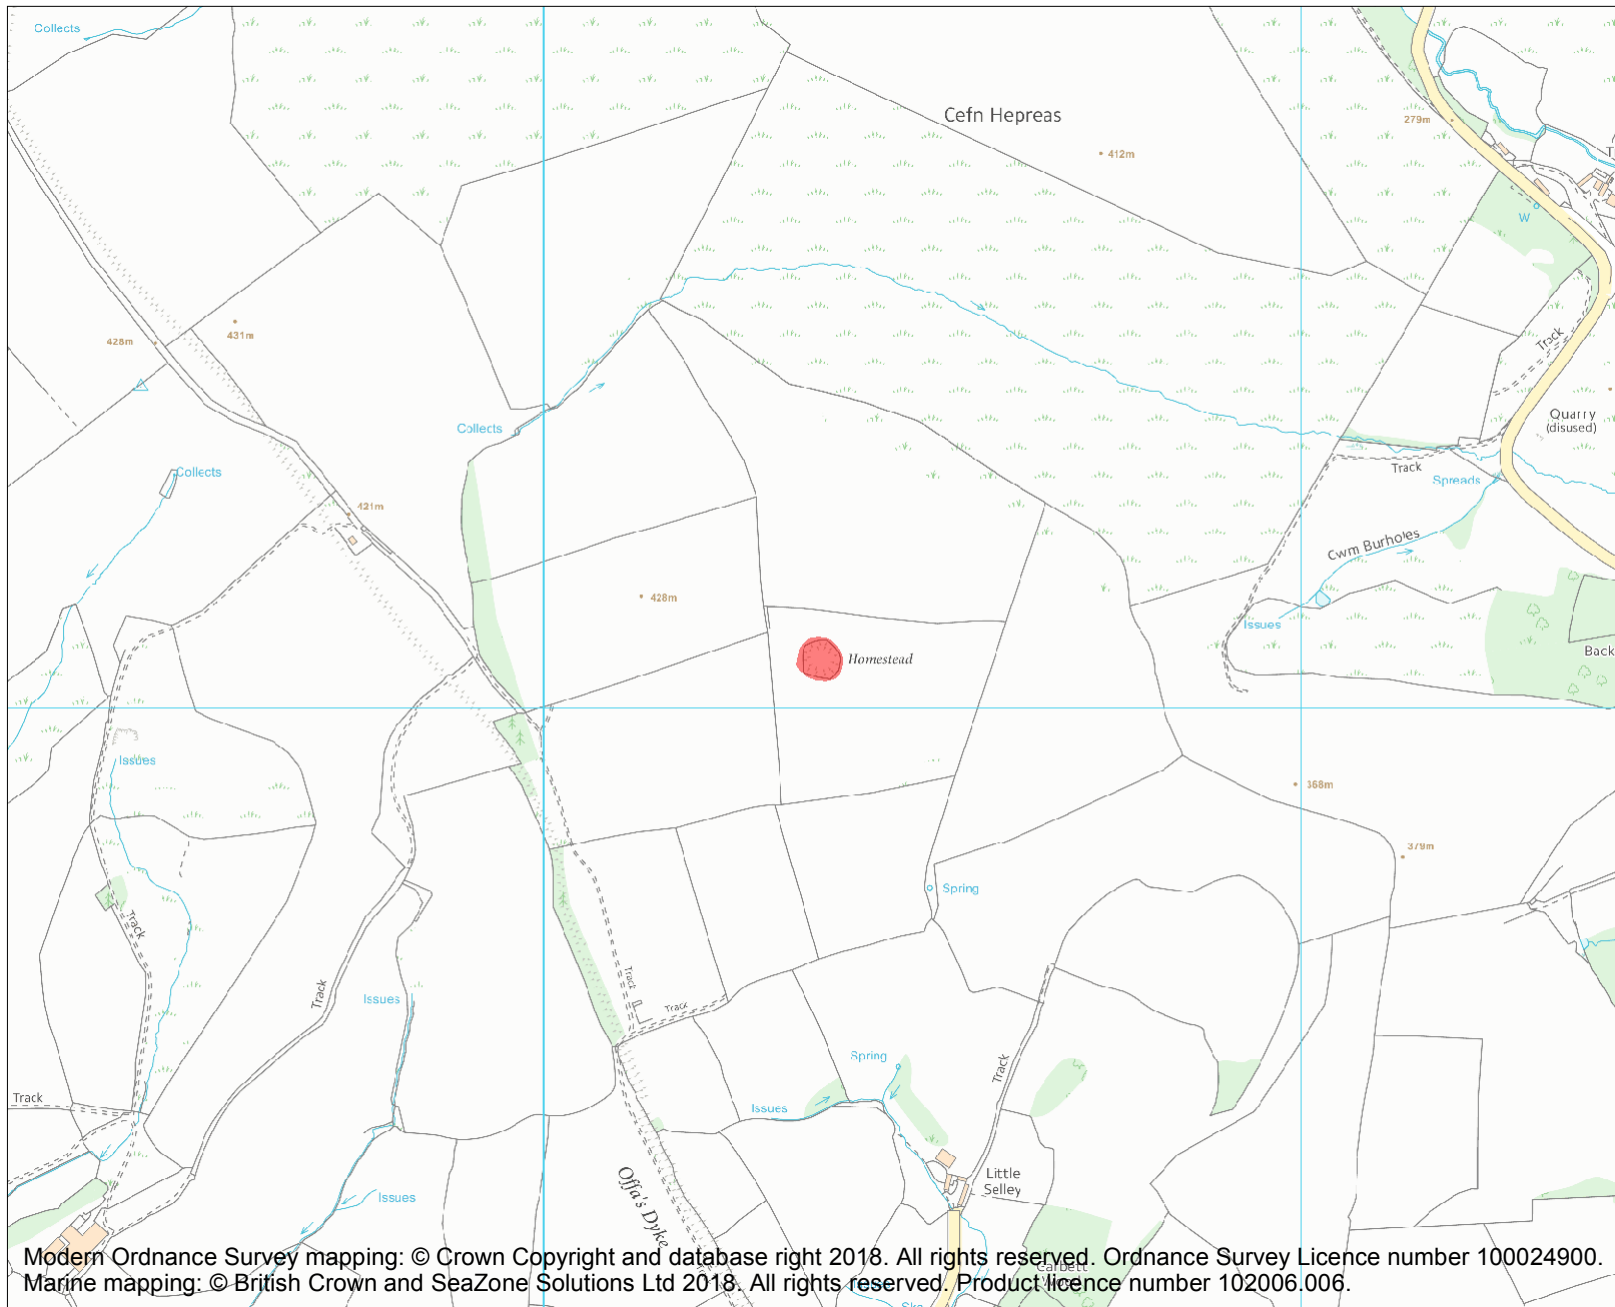 Collects
Cefn Hepreas
279m
412m
W
431m
428m
Track
Quarry
(disused)
Collects
Collects
Track
Spreads
421m
Cwm Burholes
428m
Issues
Homestead
Back
Issues
368m
379m
Spring
Track
Track
Track
Track
Issues
Spring
Track
Track
Issues
Offa's Dyke
Little
Selley
Issues
Modern Ordnance Survey mapping: © Crown Copyright and database right 2018. All rights reserved. Ordnance Survey Licence number 100024900.
Marine mapping: © British Crown and SeaZone Solutions Ltd 2018. All rights reserved. Product licence number 102006.006.